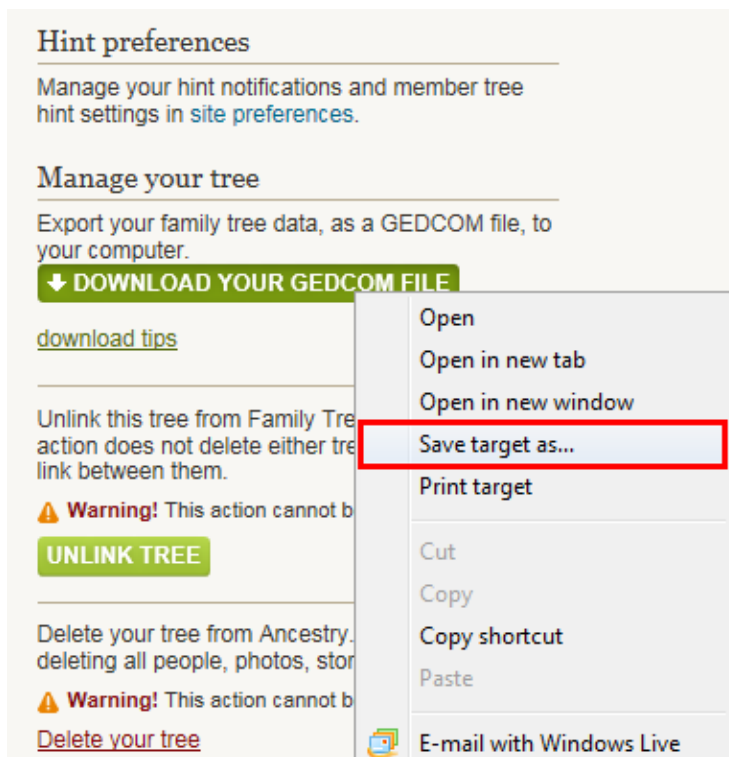 Hint preferences
Manage your hint notifications and member tree
hint settings in site preferences.
Manage your tree
Export your family tree data, as a GEDCOM file, to
your computer.
DOWNLOAD YOUR GEDCOM FILE
download tips
Unlink this tree from Family Tre
action does not delete either tre
link between them.
Warning! This action cannot b
UNLINK TREE
Delete your tree from Ancestry.
deleting all people, photos, stor
Warning! This action cannot b
Delete your tree
Open
Open in new tab
Open in new window
Save target as...
Print target
Cut
Copy
Copy shortcut
Paste
E-mail with Windows Live